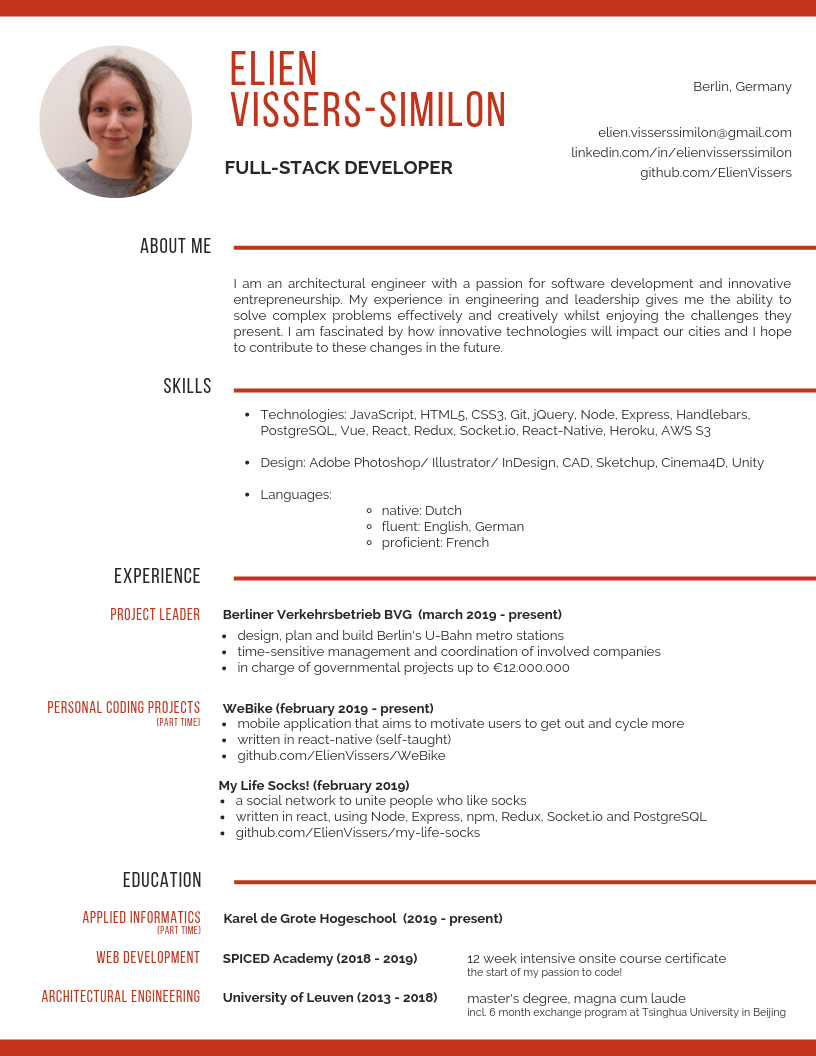 ELIEN
VISSERS-SIMILON
FULL-STACK DEVELOPER
Berlin, Germany
elien.visserssimilon@gmail.com
linkedin.com/in/elienvisserssimilon
github.com/ElienVissers
ABOUT ME
I am an architectural engineer with a passion for software development and innovative
entrepreneurship. My experience in engineering and leadership gives me the ability to
solve complex problems effectively and creatively whilst enjoying the challenges they
present. I am fascinated by how innovative technologies will impact our cities and I hope
to contribute to these changes in the future.
SKILLS
• Technologies: JavaScript, HTML5, CSS3, Git, jQuery, Node, Express, Handlebars,
PostgreSQL, Vue, React, Redux, Socket.io, React-Native, Heroku, AWS S3
• Design: Adobe Photoshop/ Illustrator/ InDesign, CAD, Sketchup, Cinema4D, Unity
• Languages:
◦ native: Dutch
◦ fluent: English, German
◦ proficient: French
EXPERIENCE
PROJECT LEADER
Berliner Verkehrsbetrieb BVG (march 2019 - present)
• design, plan and build Berlin's U-Bahn metro stations
• time-sensitive management and coordination of involved companies
• in charge of governmental projects up to €12.000.000
PERSONAL CODING PROJECTS
(PART TIME)
WeBike (february 2019 - present)
• mobile application that aims to motivate users to get out and cycle more
• written in react-native (self-taught)
• github.com/ElienVissers/WeBike
My Life Socks! (february 2019)
• a social network to unite people who like socks
• written in react, using Node, Express, npm, Redux, Socket.io and PostgreSQL
• github.com/ElienVissers/my-life-socks
EDUCATION
APPLIED INFORMATICS
(PART TIME)
Karel de Grote Hogeschool (2019 - present)
WEB DEVELOPMENT
SPICED Academy (2018 - 2019)
12 week intensive onsite course certificate
the start of my passion to code!
ARCHITECTURAL ENGINEERING
University of Leuven (2013 - 2018)
master's degree, magna cum laude
incl. 6 month exchange program at Tsinghua University in Beijing